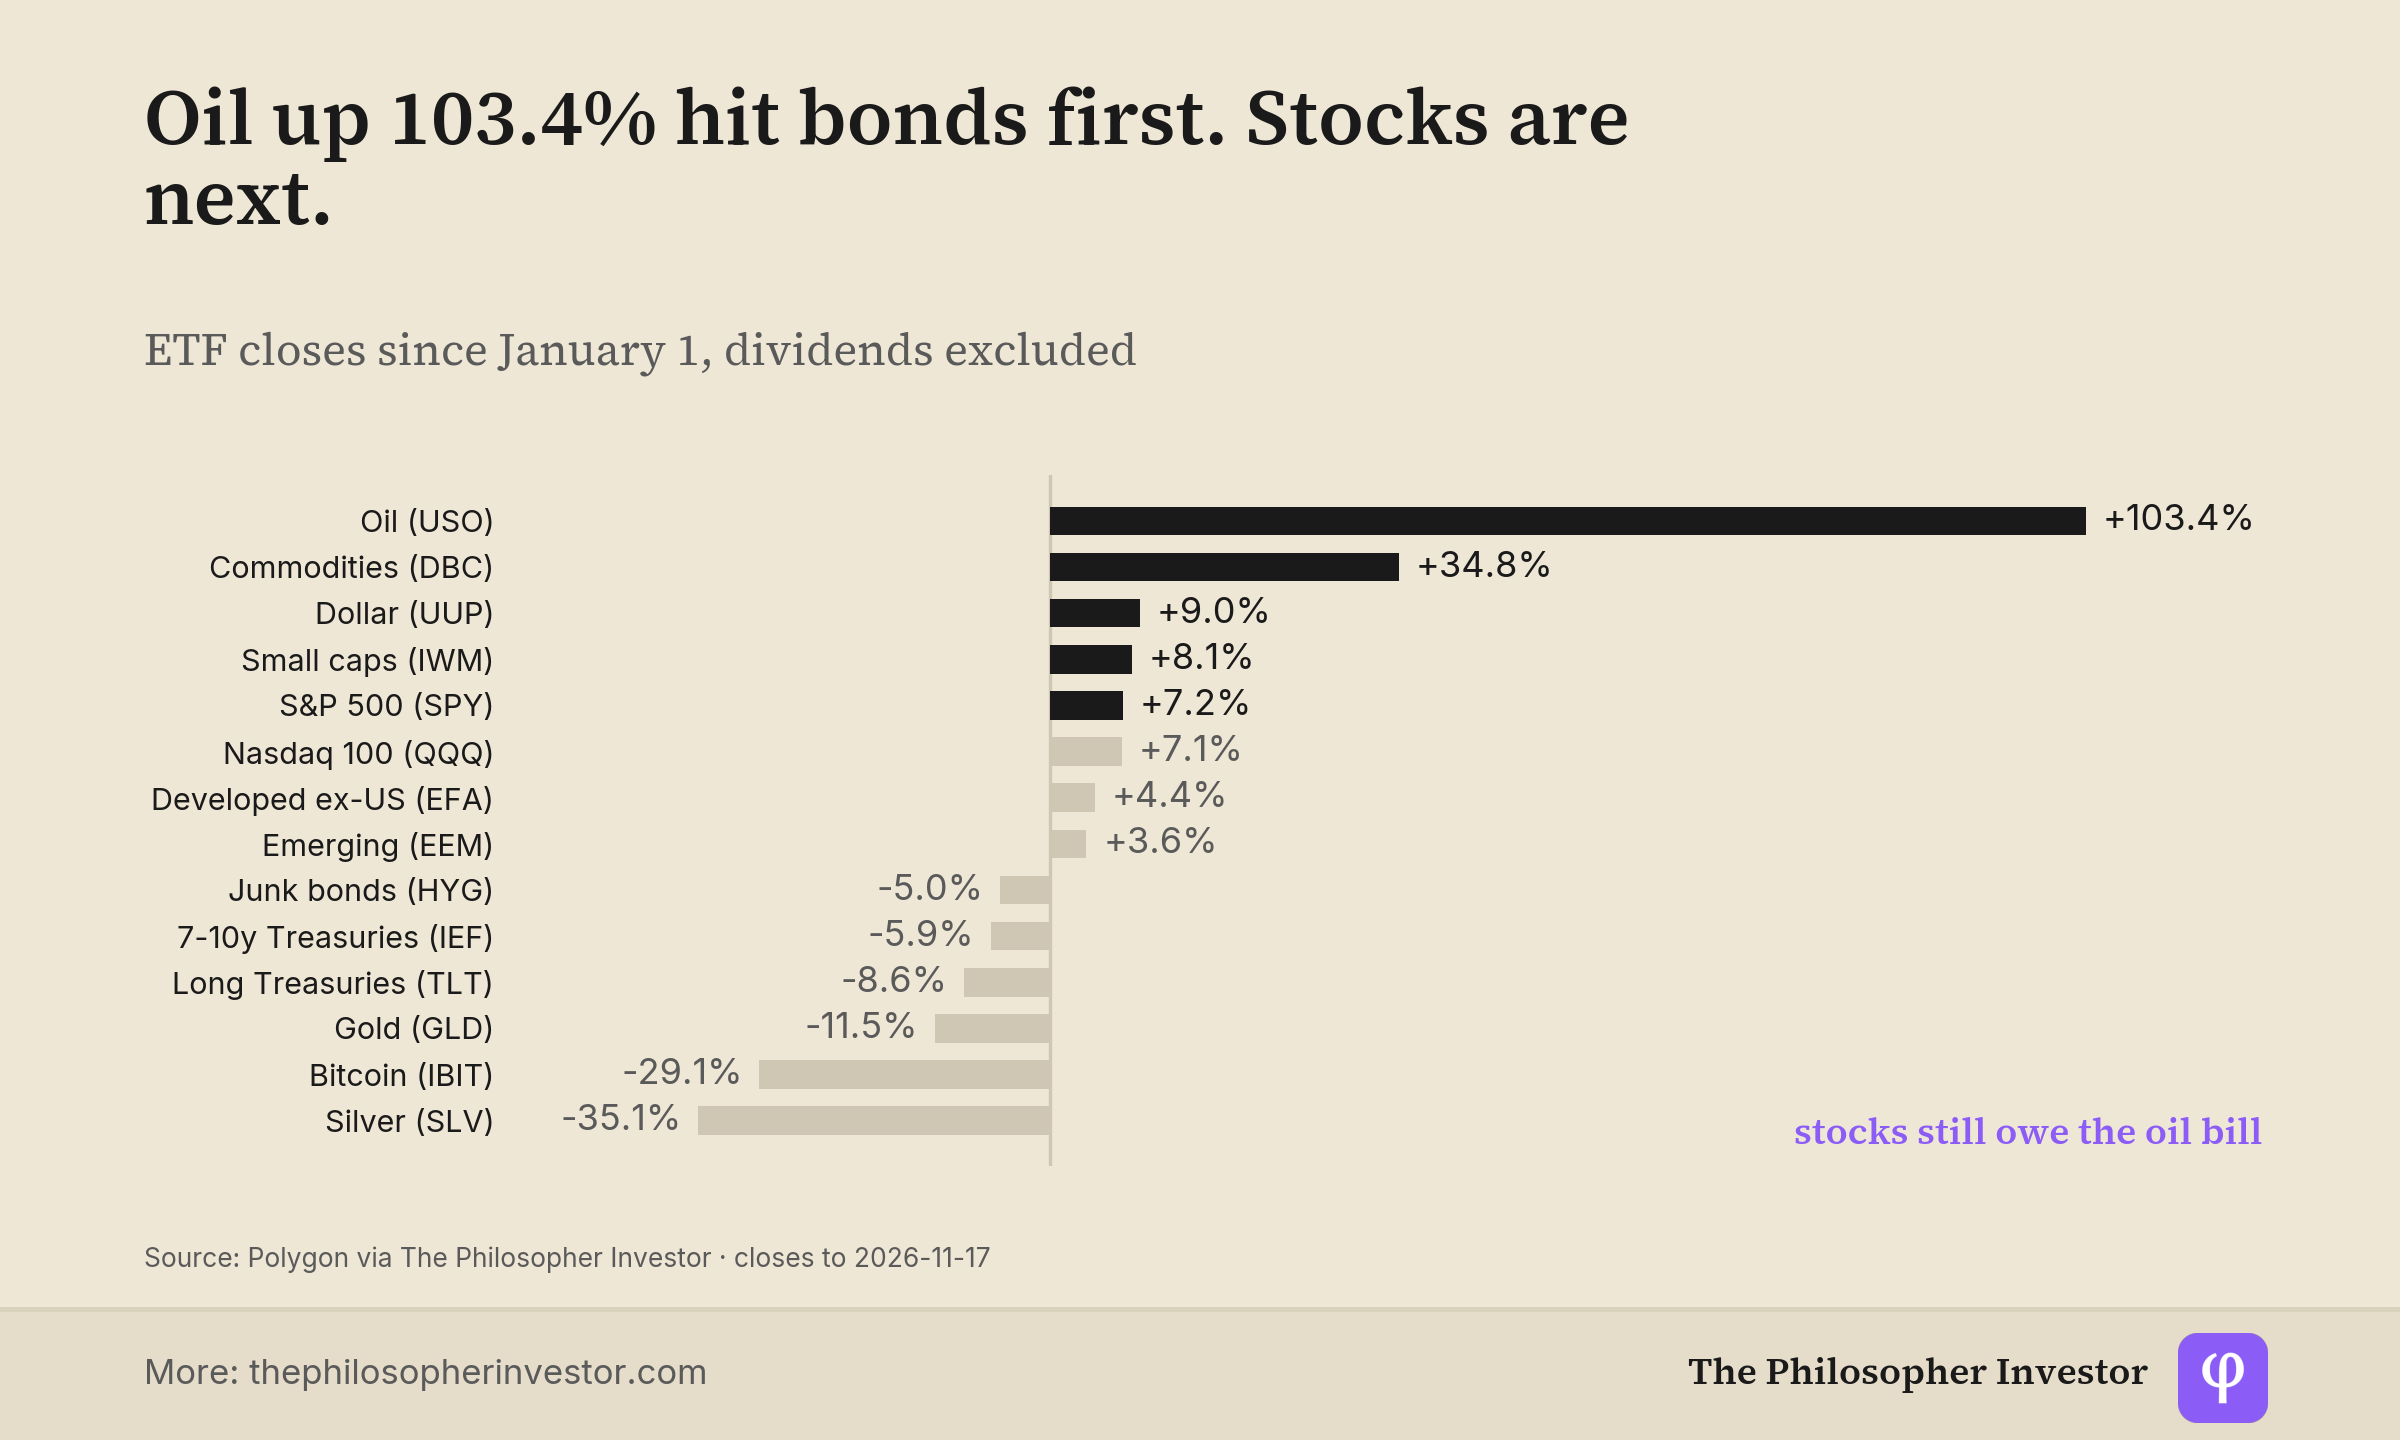 Oil up 103.4% hit bonds first. Stocks are
next.
ETF closes since January 1, dividends excluded
Oil (USO) +103.4%
Commodities (DBC) +34.8%
Dollar (UUP) +9.0%
Small caps (IWM) +8.1%
S&P 500 (SPY) +7.2%
Nasdaq 100 (QQQ) +7.1%
Developed ex-US (EFA) +4.4%
Emerging (EEM) +3.6%
Junk bonds (HYG) -5.0%
7-10y Treasuries (IEF) -5.9%
Long Treasuries (TLT) -8.6%
Gold (GLD) -11.5%
Bitcoin (IBIT) -29.1%
Silver (SLV) -35.1%
stocks still owe the oil bill
Source: Polygon via The Philosopher Investor · closes to 2026-11-17
More: thephilosopherinvestor.com
The Philosopher Investor φ